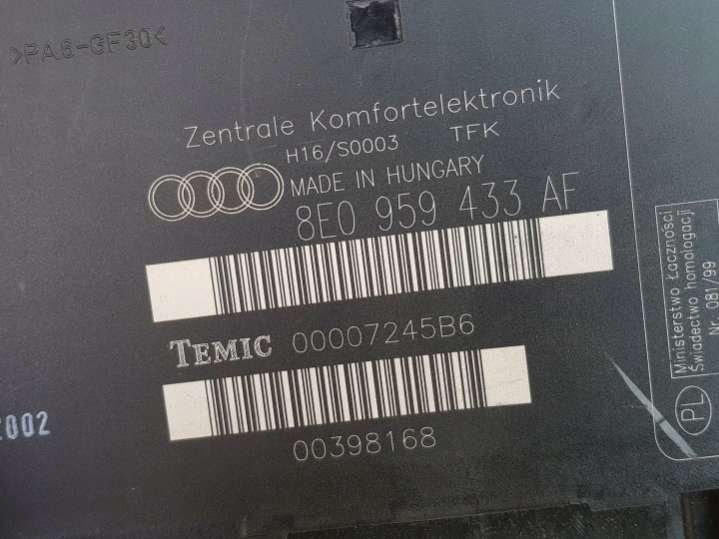 >PA6-GF30<
Zentrale Komfortelektronik
H16/S0003 TFK
MADE IN HUNGARY
8E0 959 433 AF
TEMIC 00007245B6
00398168
Ministerstwo Łączności
Świadectwo homologacji
Nr. 081/99
PL